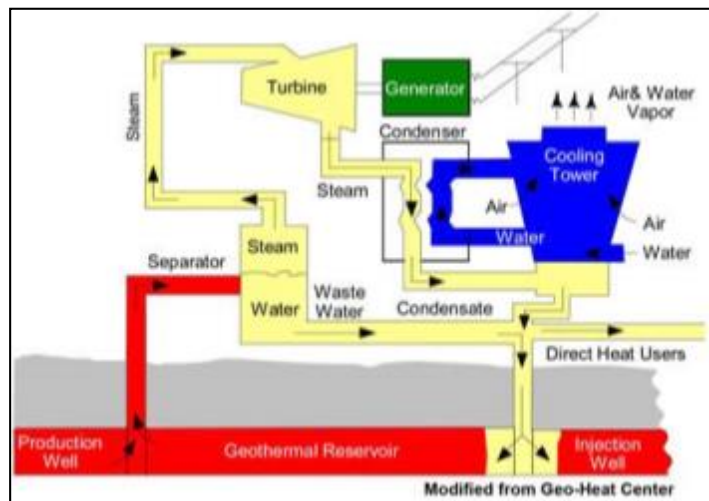 Turbine
Generator
Air& Water
Vapor
Steam
Condenser
Cooling
Tower
Steam
Air
Air
Steam
Water
Water
Separator
Water
Waste
Water
Condensate
Direct Heat Users
Production
Well
Geothermal Reservoir
Injection
Well
Modified from Geo-Heat Center